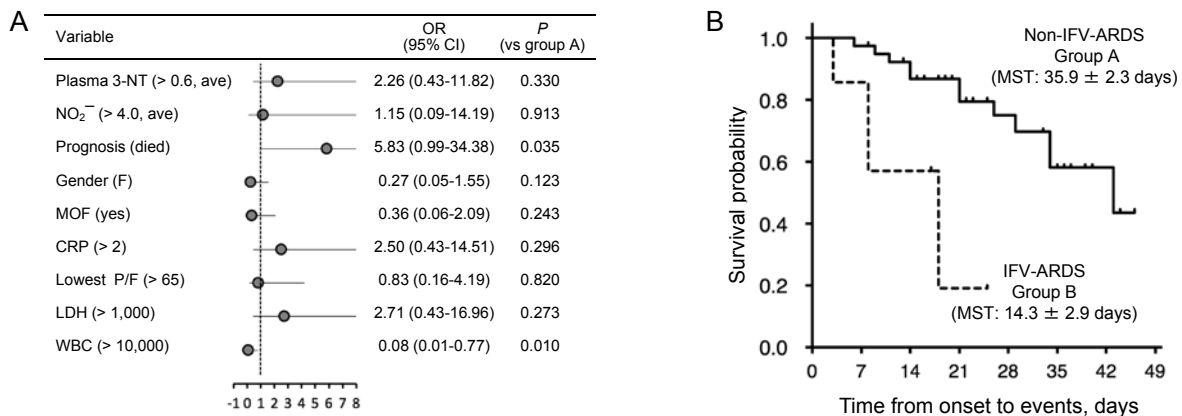 A
Variable OR (95% CI) P (vs group A)
Plasma 3-NT (> 0.6, ave) 2.26 (0.43-11.82) 0.330
NO₂⁻ (> 4.0, ave) 1.15 (0.09-14.19) 0.913
Prognosis (died) 5.83 (0.99-34.38) 0.035
Gender (F) 0.27 (0.05-1.55) 0.123
MOF (yes) 0.36 (0.06-2.09) 0.243
CRP (> 2) 2.50 (0.43-14.51) 0.296
Lowest P/F (> 65) 0.83 (0.16-4.19) 0.820
LDH (> 1,000) 2.71 (0.43-16.96) 0.273
WBC (> 10,000) 0.08 (0.01-0.77) 0.010
-1 0 1 2 3 4 5 6 7 8
B
Survival probability
1.0
0.8
0.6
0.4
0.2
0.0
Non-IFV-ARDS
Group A
(MST: 35.9 ± 2.3 days)
IFV-ARDS
Group B
(MST: 14.3 ± 2.9 days)
0 7 14 21 28 35 42 49
Time from onset to events, days